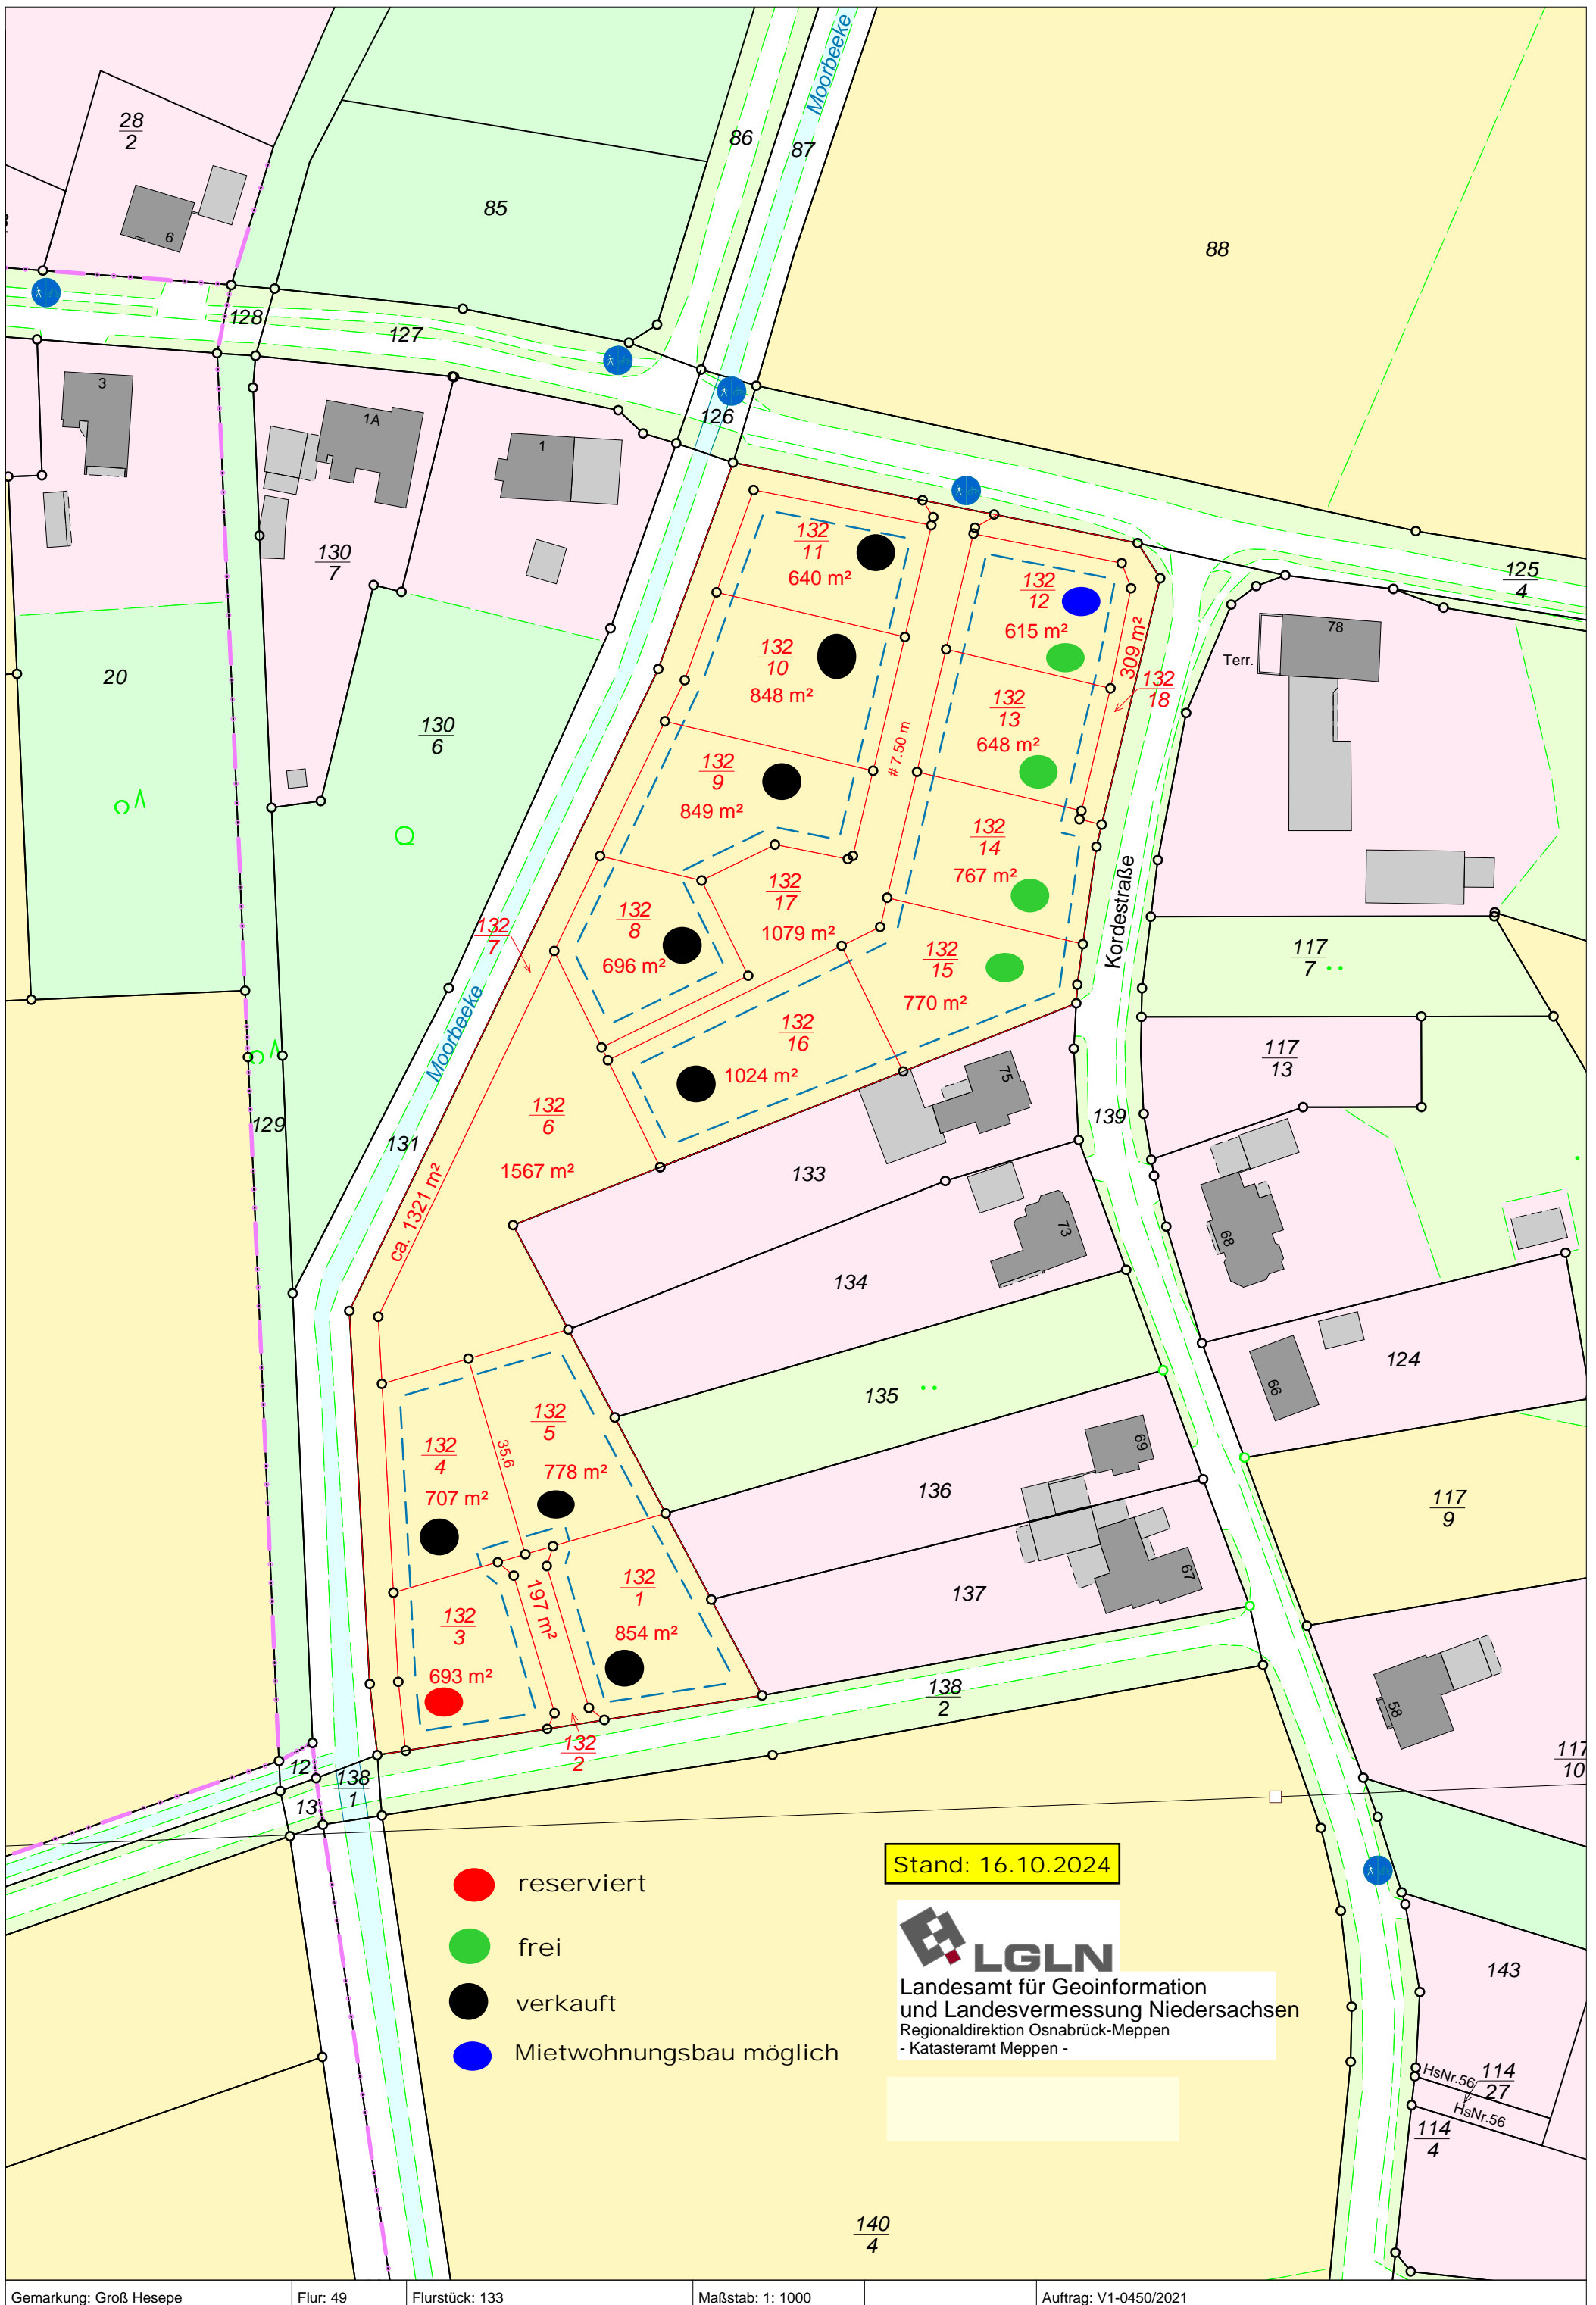 Moorbeeke
28
2
86
87
85
6
88
128
127
3
1A
1
126
130
7
132
11
640 m²
132
12
615 m²
125
4
78
Terr.
309 m²
132
18
20
130
6
132
10
848 m²
132
13
648 m²
# 7.50 m
132
9
849 m²
132
14
767 m²
Kordestraße
132
17
1079 m²
132
8
696 m²
132
7
132
15
770 m²
117
7
Moorbeeke
132
16
1024 m²
117
13
75
129
131
132
6
1567 m²
ca. 1321 m²
133
139
73
68
134
124
66
135
132
5
778 m²
35,6
132
4
707 m²
69
136
117
9
132
1
854 m²
197 m²
132
3
693 m²
137
67
138
2
58
132
2
12
138
1
13
117
10
reserviert
frei
verkauft
Mietwohnungsbau möglich
Stand: 16.10.2024
LGLN
Landesamt für Geoinformation
und Landesvermessung Niedersachsen
Regionaldirektion Osnabrück-Meppen
- Katasteramt Meppen -
143
HsNr.56
114
27
HsNr.56
114
4
140
4
Gemarkung: Groß Hesepe
Flur: 49
Flurstück: 133
Maßstab: 1: 1000
Auftrag: V1-0450/2021